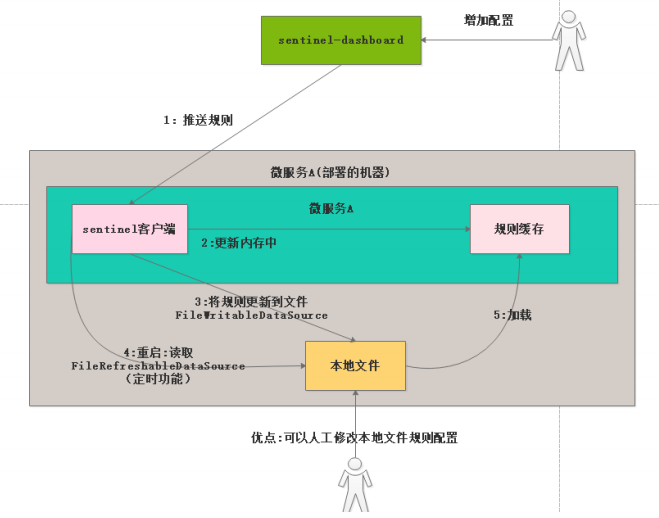 增加配置
sentinel-dashboard
1：推送规则
微服务A(部署的机器)
微服务A
sentinel客户端
规则缓存
2:更新内存中
3:将规则更新到文件
FileWritableDataSource
5:加载
4:重启:读取
FileRefreshableDataSource
（定时功能）
本地文件
优点:可以人工修改本地文件规则配置